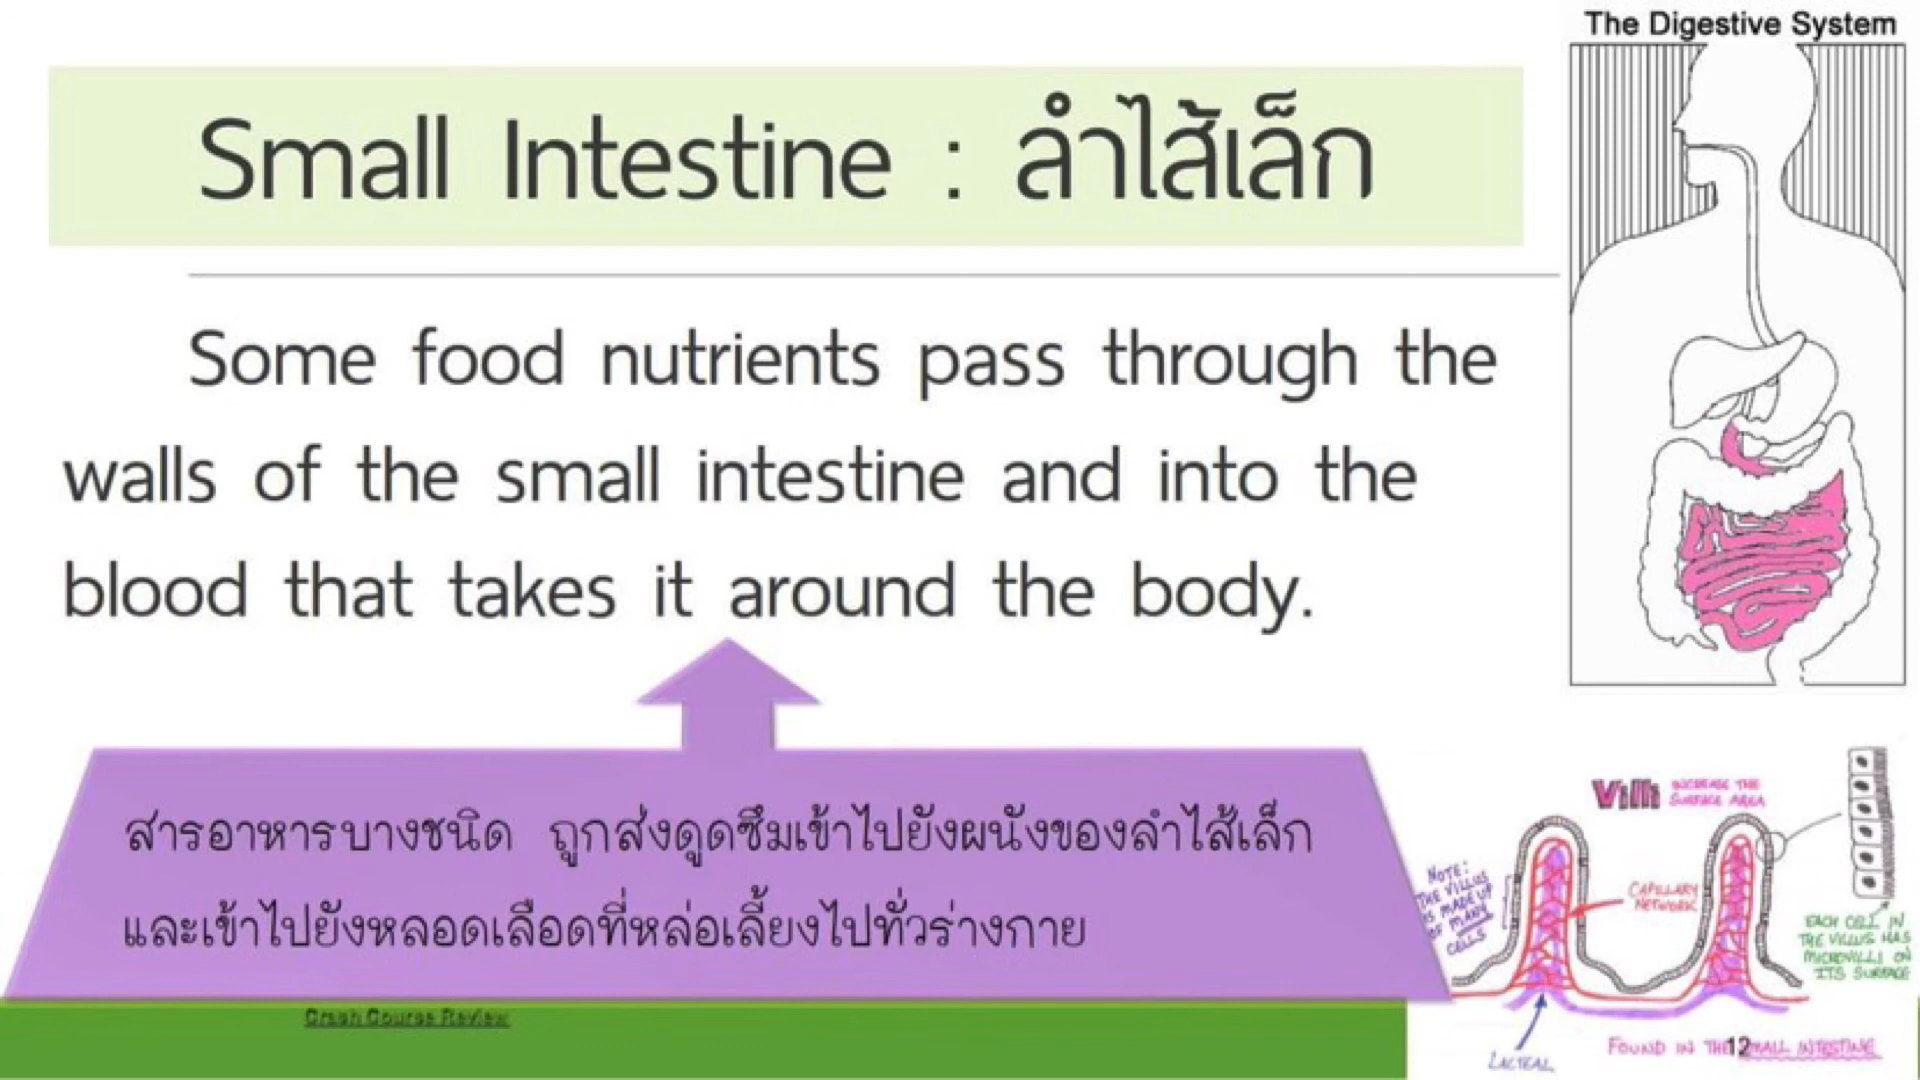 The Digestive System
Small Intestine : ลำไส้เล็ก
Some food nutrients pass through the
walls of the small intestine and into the
blood that takes it around the body.
สารอาหารบางชนิด ถูกส่งดูดซึมเข้าไปยังผนังของลำไส้เล็ก
และเข้าไปยังหลอดเลือดที่หล่อเลี้ยงไปทั่วร่างกาย
Crash Course Review
Villi INCREASE THE
SURFACE AREA
NOTE:
THE VILLUS
IS MADE UP
OF MANY
CELLS
CAPILLARY
NETWORK
EACH CELL IN
THE VILLUS HAS
MICROVILLI ON
ITS SURFACE
LACTEAL
FOUND IN THE SMALL INTESTINE
12